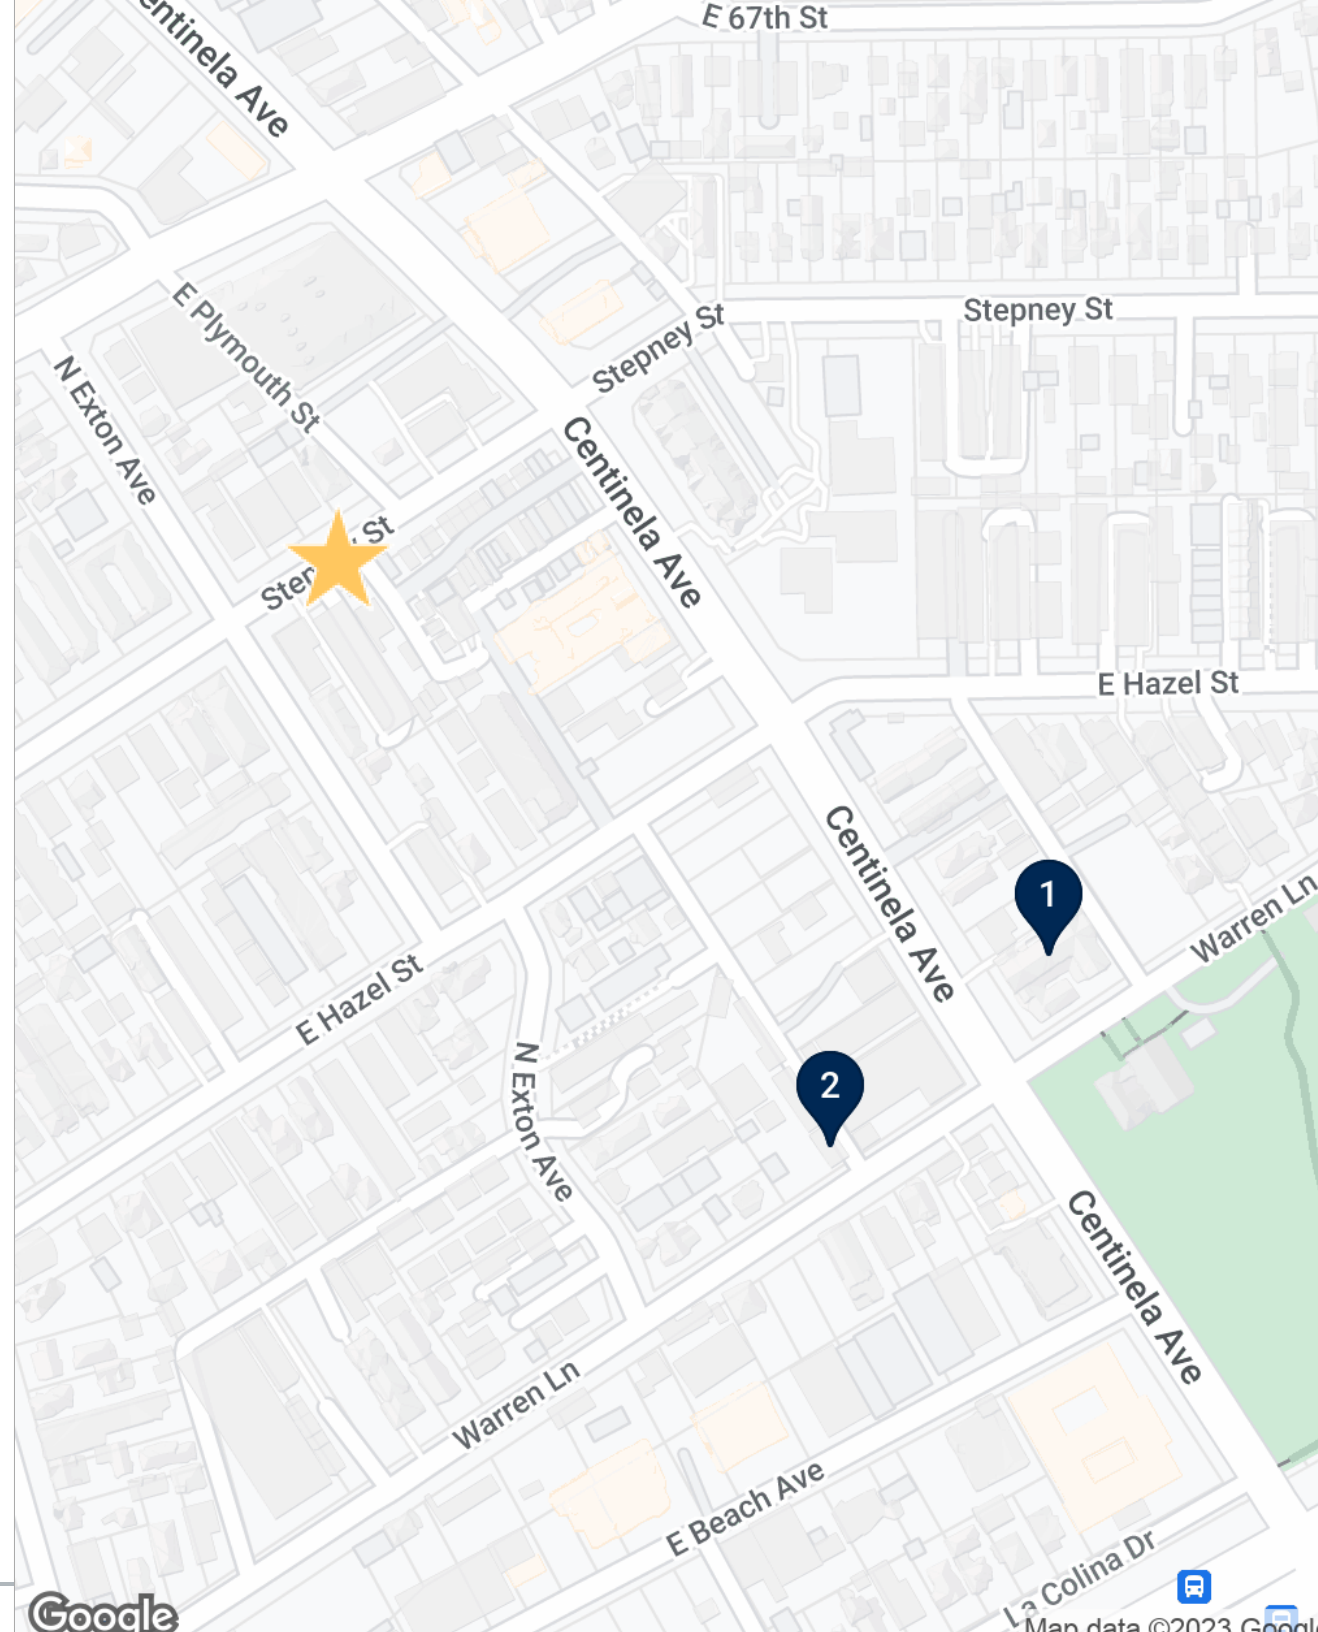 E 67th St
entinela Ave
Stepney St
Stepney St
E Plymouth St
N Exton Ave
Centinela Ave
St
E Hazel St
Centinela Ave
1
Warren Ln
E Hazel St
N Exton Ave
2
Centinela Ave
Warren Ln
E Beach Ave
La Colina Dr
Google
Map data ©2023 Google